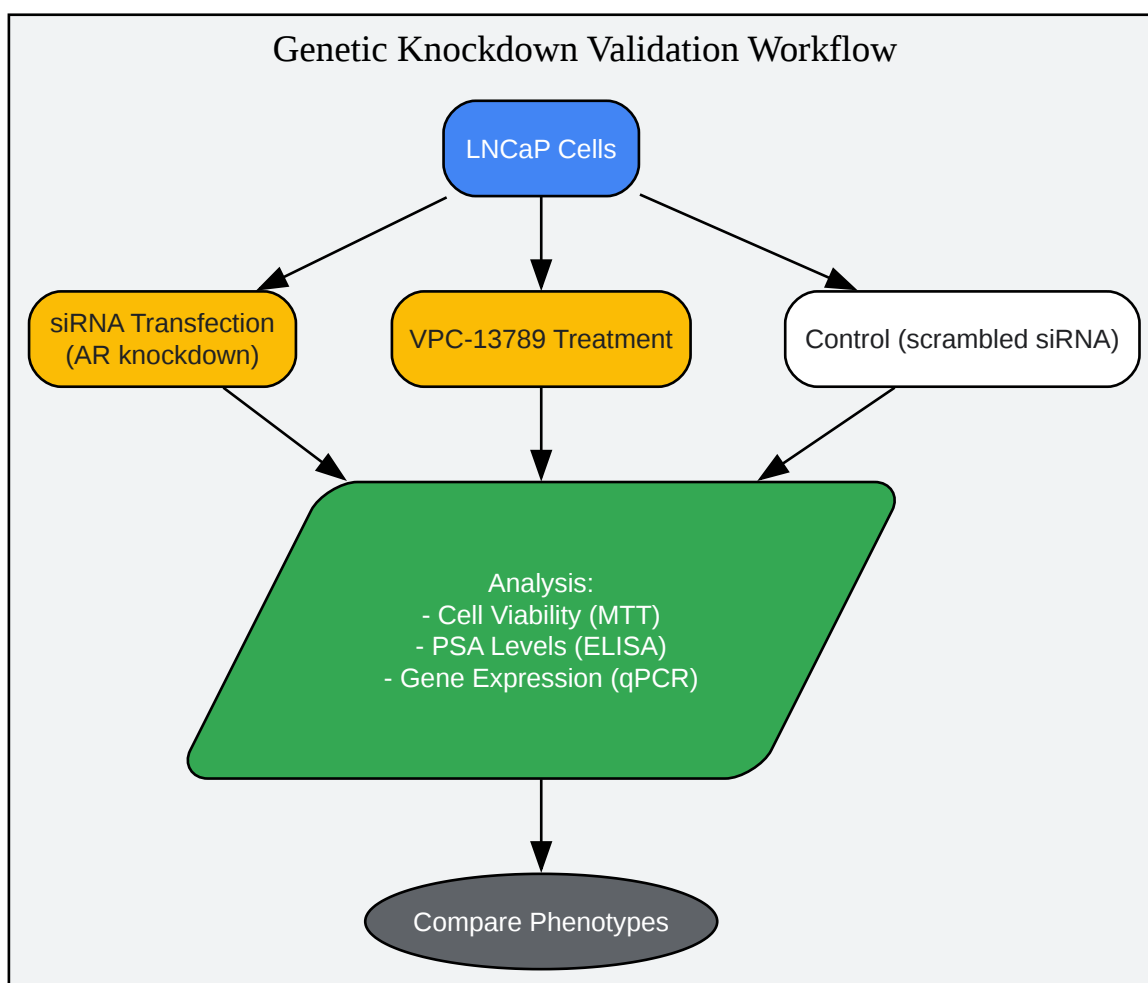 Genetic Knockdown Validation Workflow
LNCaP Cells
siRNA Transfection
(AR knockdown)
VPC-13789 Treatment
Control (scrambled siRNA)
Analysis:
- Cell Viability (MTT)
- PSA Levels (ELISA)
- Gene Expression (qPCR)
Compare Phenotypes